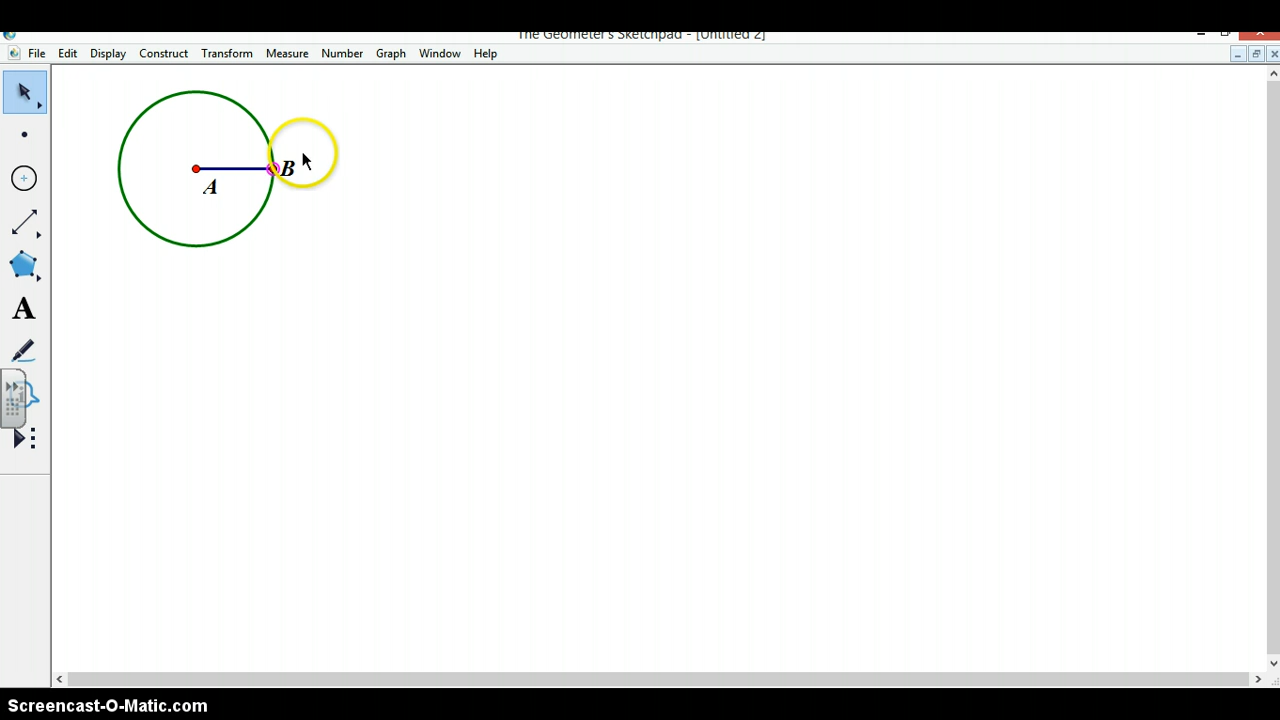 The Geometer's Sketchpad - [Untitled 2]
File Edit Display Construct Transform Measure Number Graph Window Help
B
A
A
Screencast-O-Matic.com